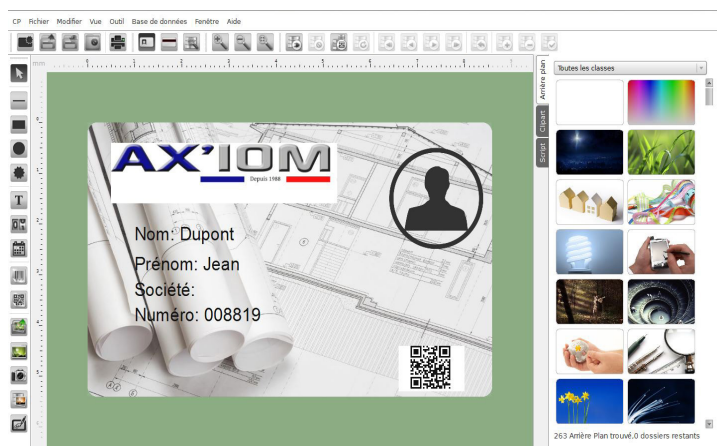 CP Fichier Modifier Vue Outil Base de données Fenêtre Aide
mm
Toutes les classes
Arrière plan
Clipart
Script
AX'IOM
Depuis 1988
Nom: Dupont
Prénom: Jean
Société:
Numéro: 008819
263 Arrière Plan trouvé,0 dossiers restants